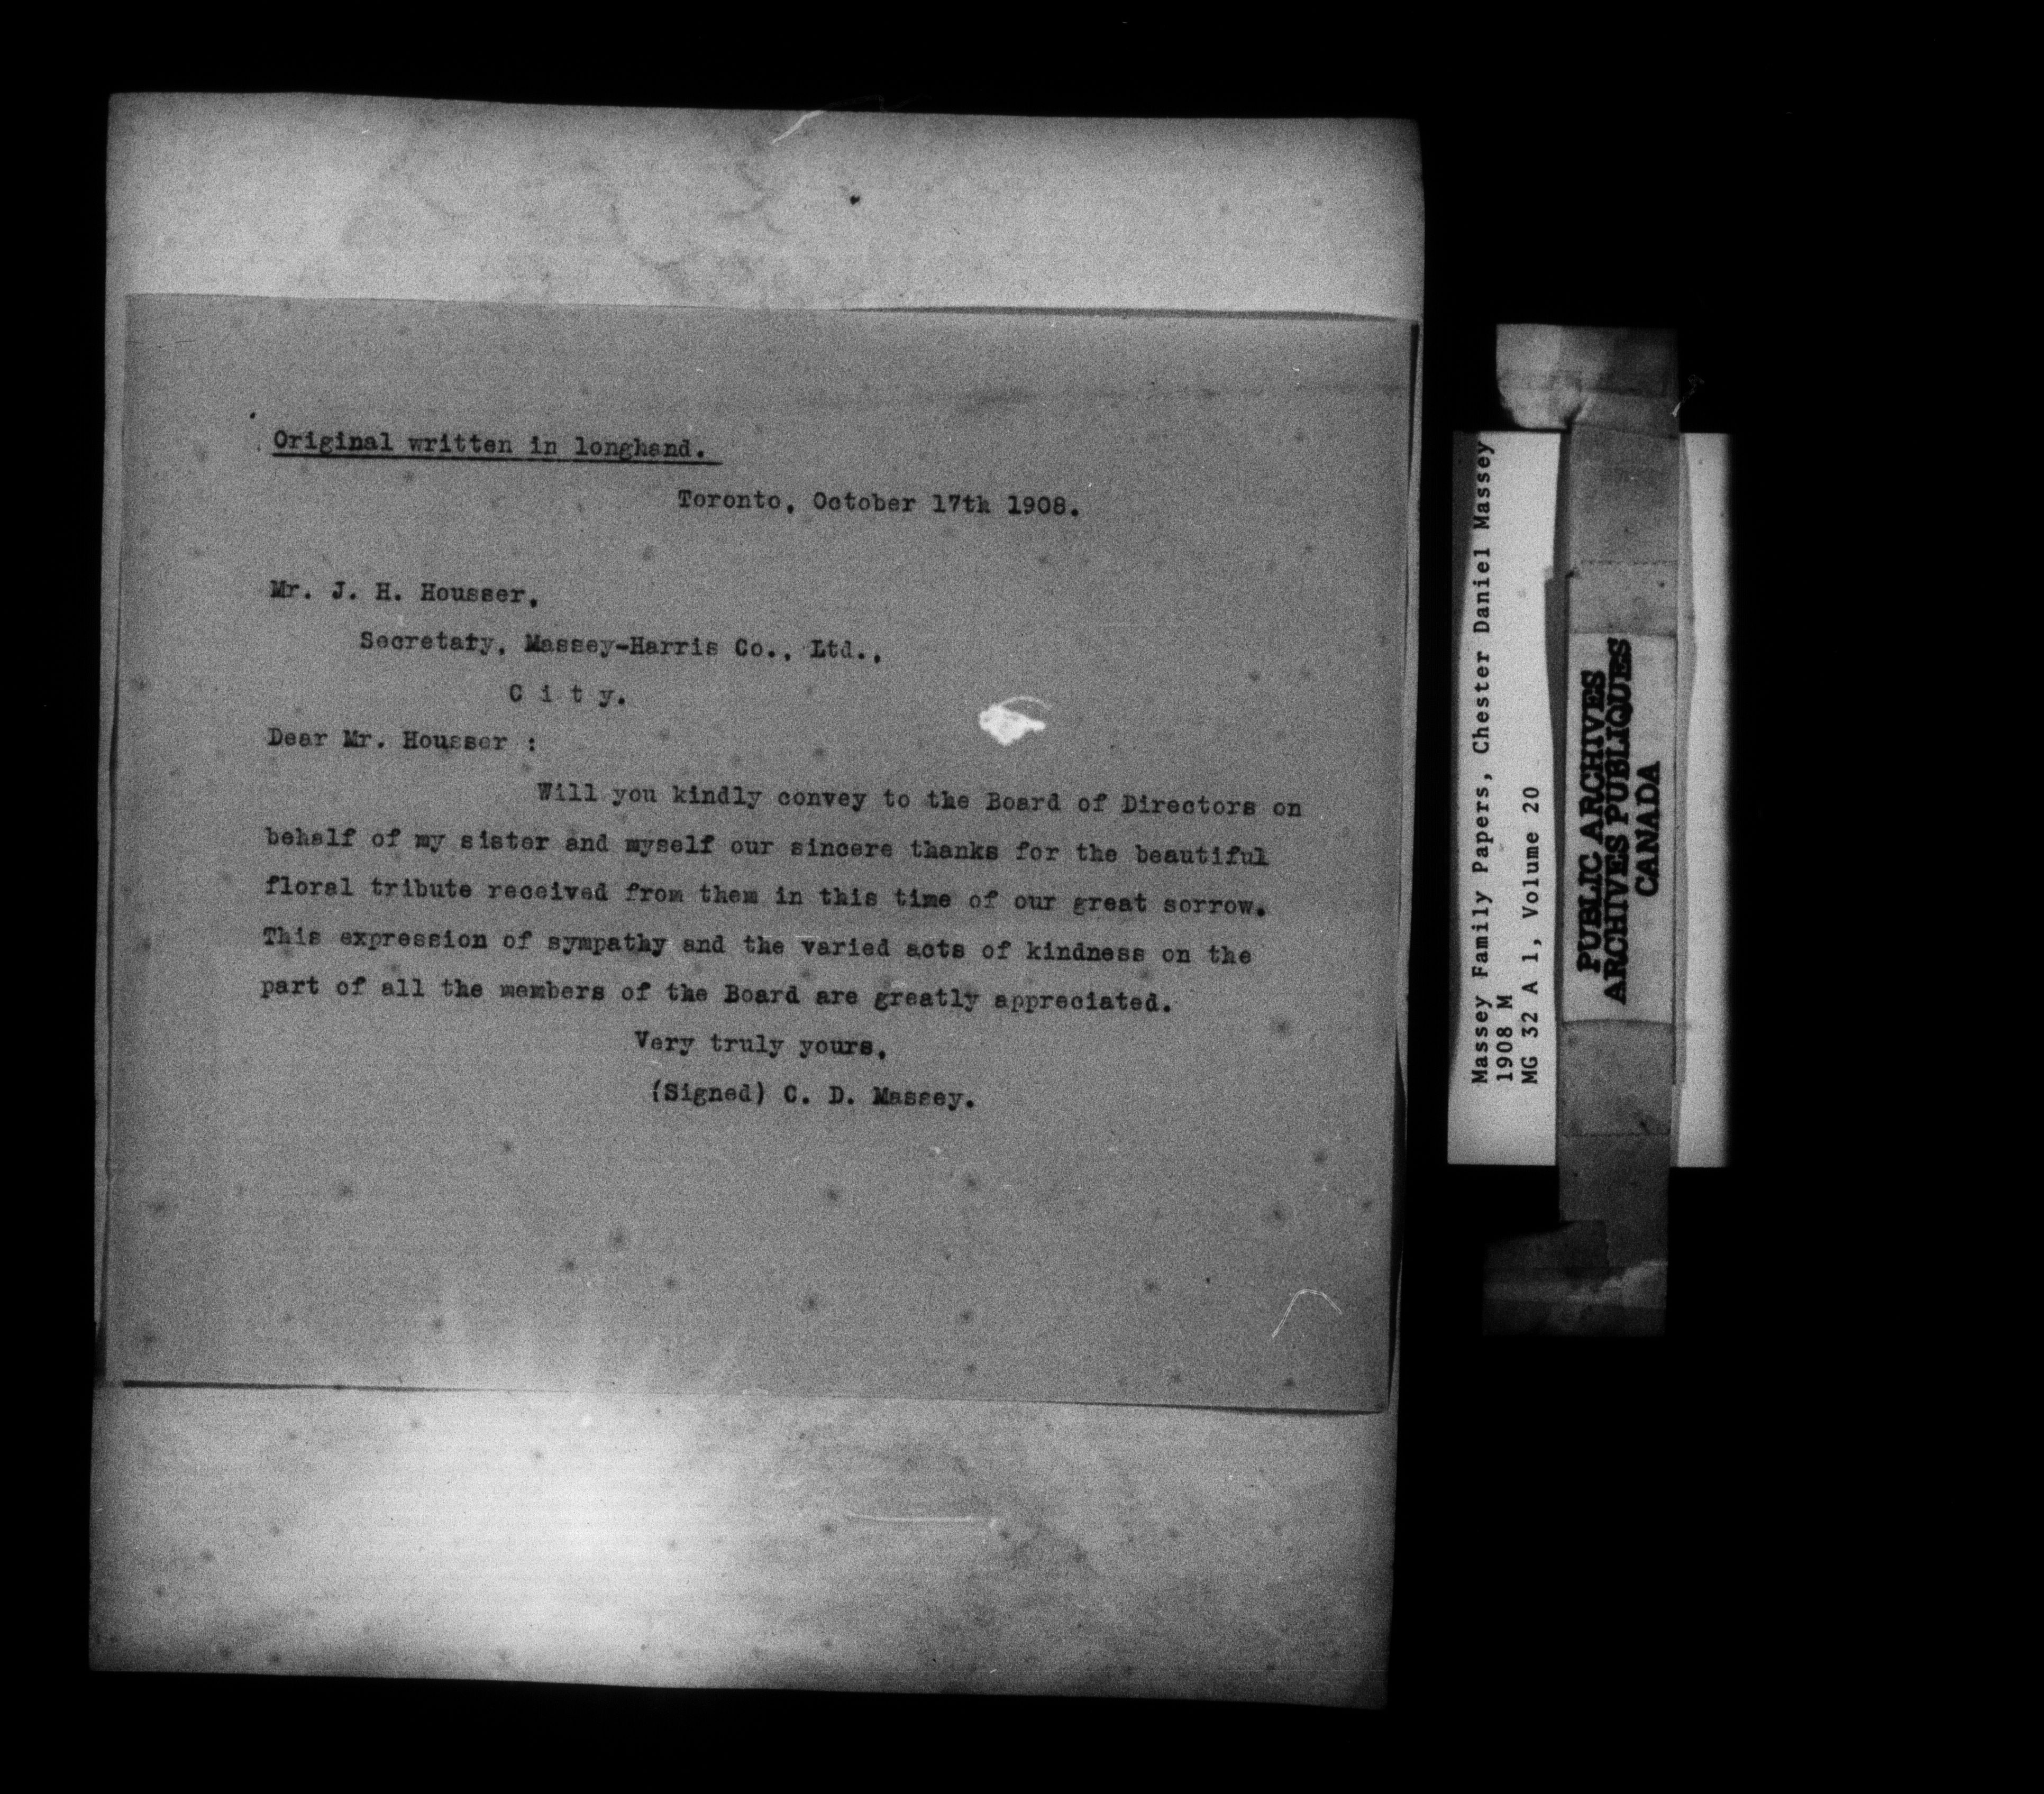 Original written in longhand.
Toronto, October 17th 1908.
Mr. J. H. Housser,
Secretary, Massey-Harris Co., Ltd.,
C i t y.
Dear Mr. Housser :
Will you kindly convey to the Board of Directors on
behalf of my sister and myself our sincere thanks for the beautiful
floral tribute received from them in this time of our great sorrow.
This expression of sympathy and the varied acts of kindness on the
part of all the members of the Board are greatly appreciated.
Very truly yours,
(Signed) C. D. Massey.
Massey Family Papers, Chester Daniel Massey
1908 M
MG 32 A 1, Volume 20
PUBLIC ARCHIVES
ARCHIVES PUBLIQUES
CANADA